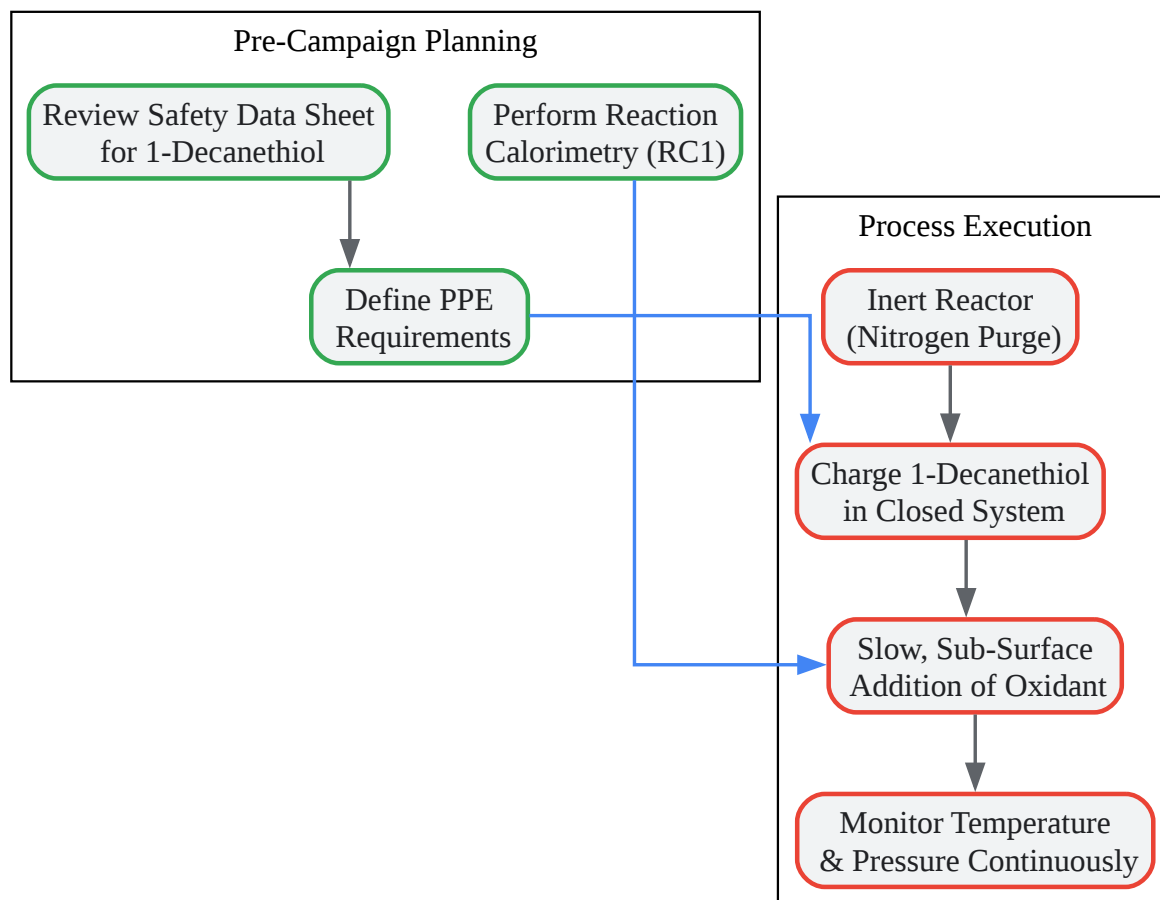 Pre-Campaign Planning
Review Safety Data Sheet
for 1-Decanethiol
Perform Reaction
Calorimetry (RC1)
Define PPE
Requirements
Process Execution
Inert Reactor
(Nitrogen Purge)
Charge 1-Decanethiol
in Closed System
Slow, Sub-Surface
Addition of Oxidant
Monitor Temperature
& Pressure Continuously